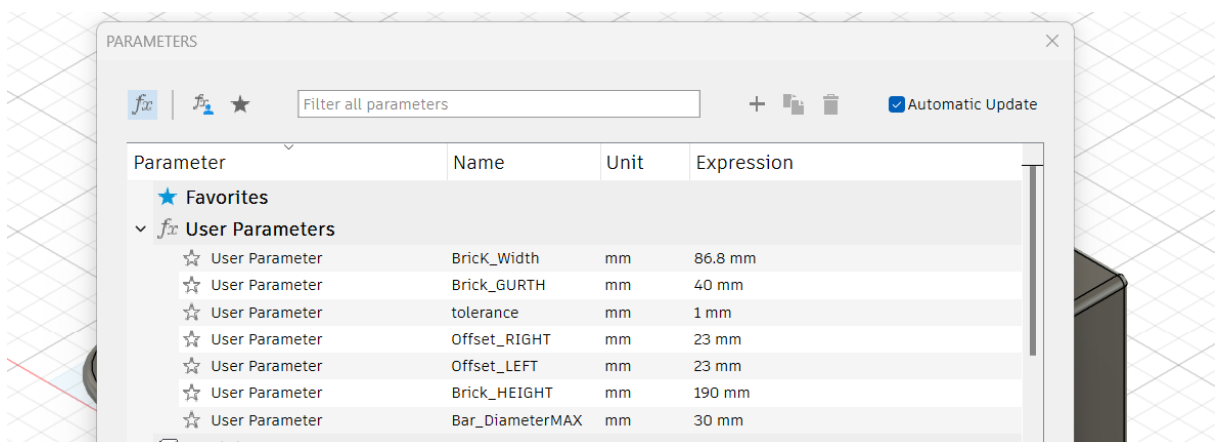 PARAMETERS
fx Filter all parameters Automatic Update
Parameter Name Unit Expression
Favorites
fx User Parameters
User Parameter BricK_Width mm 86.8 mm
User Parameter Brick_GURTH mm 40 mm
User Parameter tolerance mm 1 mm
User Parameter Offset_RIGHT mm 23 mm
User Parameter Offset_LEFT mm 23 mm
User Parameter Brick_HEIGHT mm 190 mm
User Parameter Bar_DiameterMAX mm 30 mm